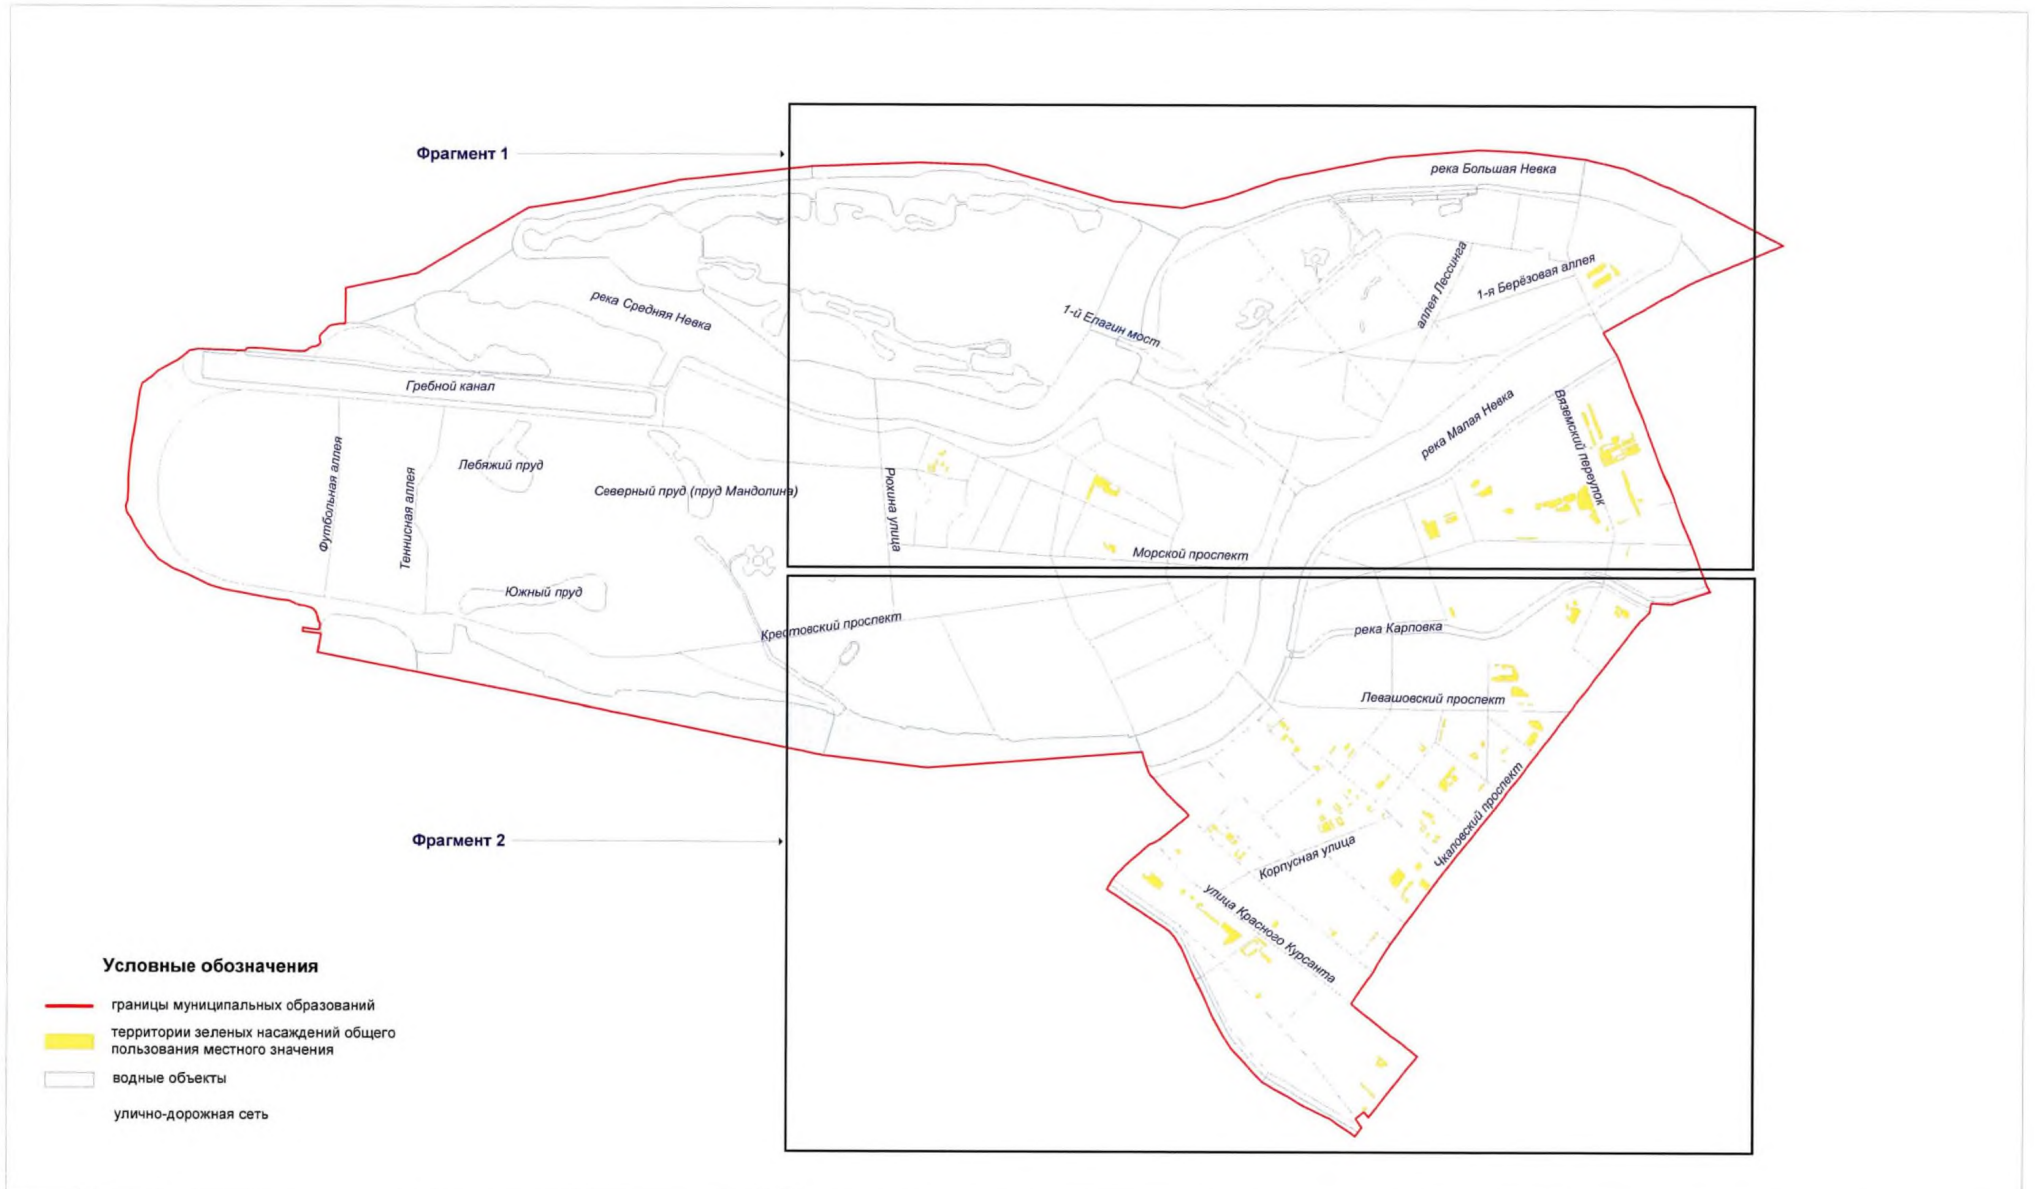 Фрагмент 1
река Большая Невка
аллея Лессинга
1-я Берёзовая аллея
река Средняя Невка
1-й Елагин мост
Гребной канал
река Малая Невка
Вяземский переулок
Футбольная аллея
Теннисная аллея
Лебяжий пруд
Северный пруд (пруд Мандолина)
Рюхина улица
Морской проспект
Южный пруд
Крестовский проспект
река Карповка
Левашовский проспект
Чкаловский проспект
Фрагмент 2
Корпусная улица
улица Красного Курсанта
Условные обозначения
границы муниципальных образований
территории зеленых насаждений общего
пользования местного значения
водные объекты
улично-дорожная сеть